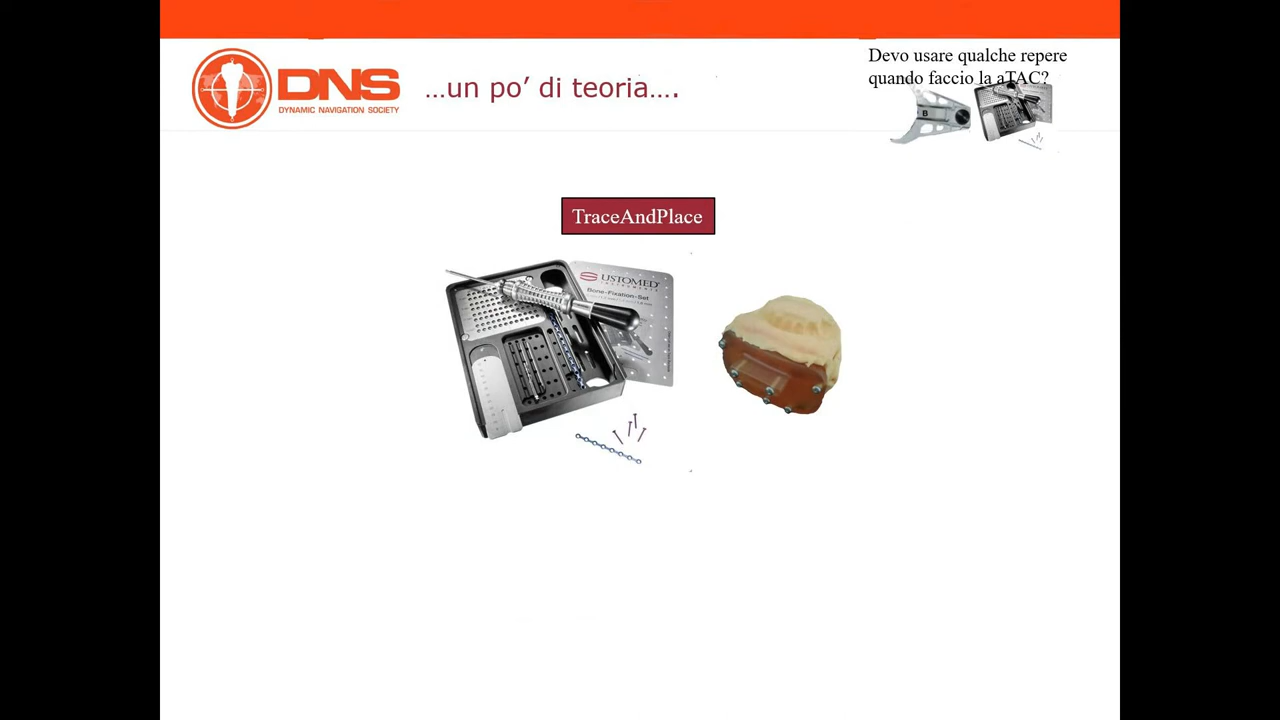 Devo usare qualche repere
quando faccio la aTAC?
DNS
DYNAMIC NAVIGATION SOCIETY
…un po’ di teoria….
B
TraceAndPlace
USTOMED
INSTRUMENTS
Bone-Fixation-Set